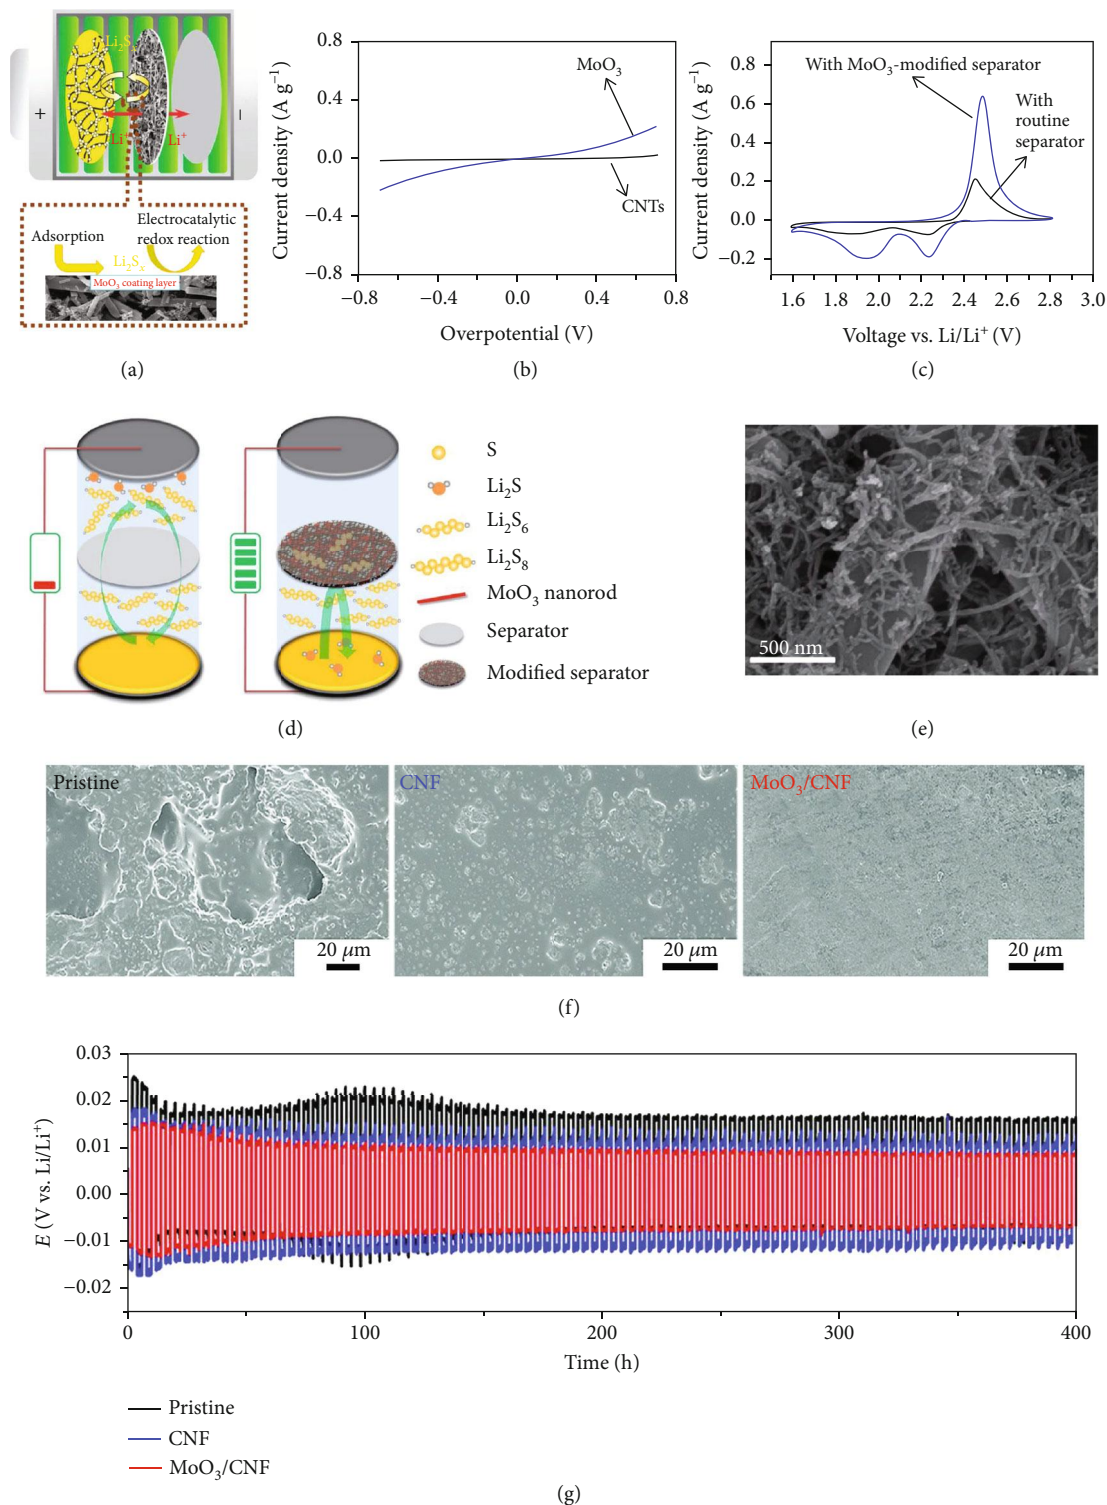 Li₂Sₓ
+
−
Li⁺
Li⁺
Adsorption
Electrocatalytic
redox reaction
Li₂Sₓ
MoO₃ coating layer
(a)
Current density (A g⁻¹)
0.8
0.4
0.0
−0.4
−0.8
MoO₃
CNTs
−0.8
−0.4
0.0
0.4
0.8
Overpotential (V)
(b)
Current density (A g⁻¹)
0.8
0.6
0.4
0.2
0.0
−0.2
With MoO₃-modified separator
With
routine
separator
1.6
1.8
2.0
2.2
2.4
2.6
2.8
3.0
Voltage vs. Li/Li⁺ (V)
(c)
S
Li₂S
Li₂S₆
Li₂S₈
MoO₃ nanorod
Separator
Modified separator
(d)
500 nm
(e)
Pristine
20 μm
CNF
20 μm
MoO₃/CNF
20 μm
(f)
E (V vs. Li/Li⁺)
0.03
0.02
0.01
0.00
−0.01
−0.02
0
100
200
300
400
Time (h)
Pristine
CNF
MoO₃/CNF
(g)